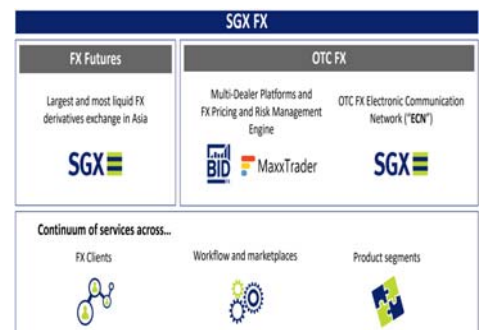 SGX FX
FX Futures
Largest and most liquid FX
derivatives exchange in Asia
SGX
OTC FX
Multi-Dealer Platforms and
FX Pricing and Risk Management
Engine
BID
MaxxTrader
OTC FX Electronic Communication
Network ("ECN")
SGX
Continuum of services across...
FX Clients
Workflow and marketplaces
Product segments